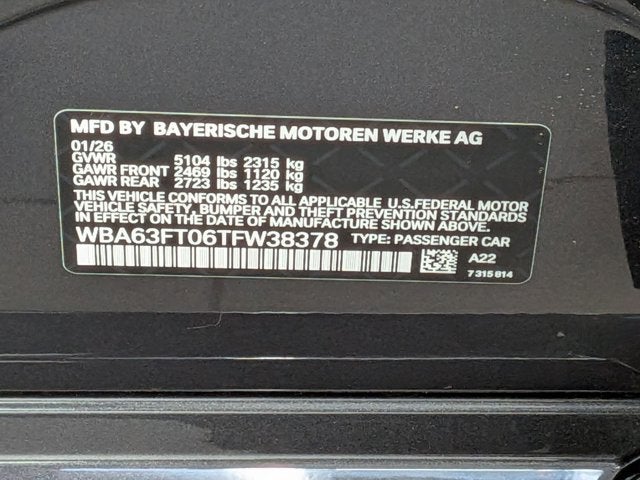 MFD BY BAYERISCHE MOTOREN WERKE AG
01/26
GVWR 5104 lbs 2315 kg
GAWR FRONT 2469 lbs 1120 kg
GAWR REAR 2723 lbs 1235 kg
THIS VEHICLE CONFORMS TO ALL APPLICABLE U.S.FEDERAL MOTOR
VEHICLE SAFETY, BUMPER AND THEFT PREVENTION STANDARDS
IN EFFECT ON THE DATE OF MANUFACTURE SHOWN ABOVE.
WBA63FT06TFW38378 TYPE: PASSENGER CAR
A22
7 315 814